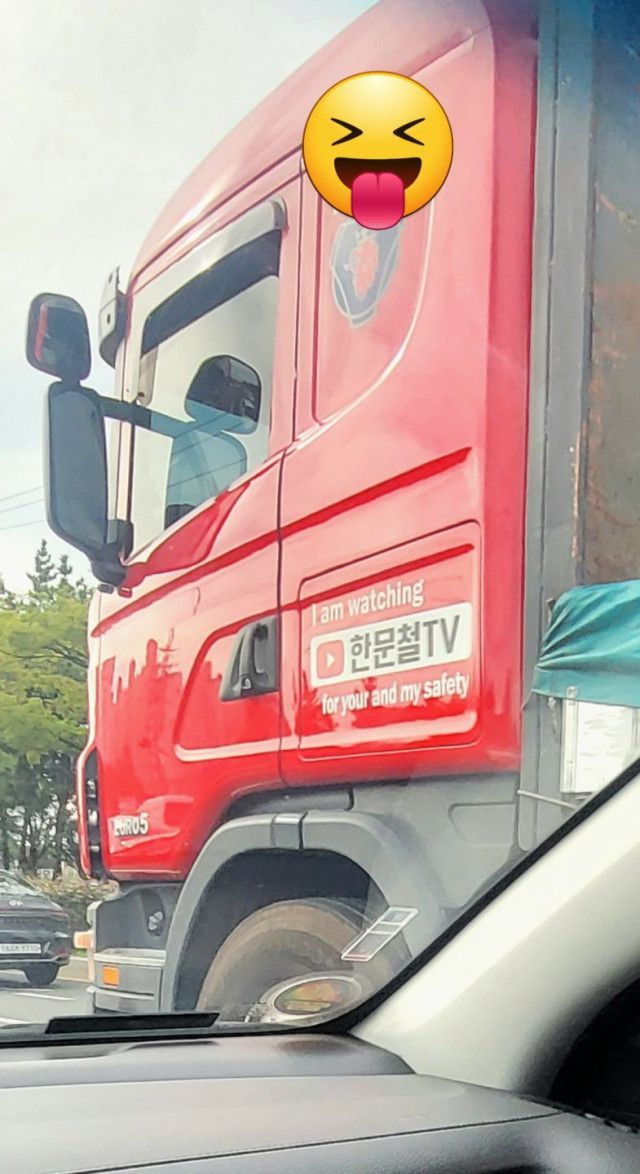 I am watching
한문철TV
for your and my safety
EURO5